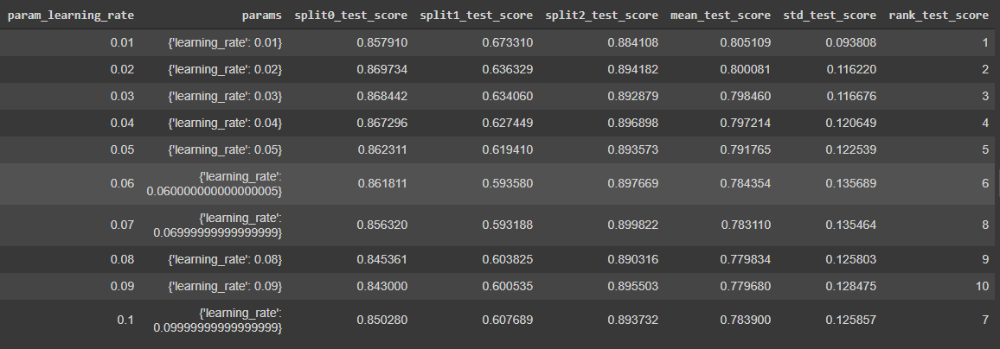 param_learning_rate params split0_test_score split1_test_score split2_test_score mean_test_score std_test_score rank_test_score
0.01 {'learning_rate': 0.01} 0.857910 0.673310 0.884108 0.805109 0.093808 1
0.02 {'learning_rate': 0.02} 0.869734 0.636329 0.894182 0.800081 0.116220 2
0.03 {'learning_rate': 0.03} 0.868442 0.634060 0.892879 0.798460 0.116676 3
0.04 {'learning_rate': 0.04} 0.867296 0.627449 0.896898 0.797214 0.120649 4
0.05 {'learning_rate': 0.05} 0.862311 0.619410 0.893573 0.791765 0.122539 5
0.06 {'learning_rate':
0.060000000000000005} 0.861811 0.593580 0.897669 0.784354 0.135689 6
0.07 {'learning_rate':
0.06999999999999999} 0.856320 0.593188 0.899822 0.783110 0.135464 8
0.08 {'learning_rate': 0.08} 0.845361 0.603825 0.890316 0.779834 0.125803 9
0.09 {'learning_rate': 0.09} 0.843000 0.600535 0.895503 0.779680 0.128475 10
0.1 {'learning_rate':
0.09999999999999999} 0.850280 0.607689 0.893732 0.783900 0.125857 7